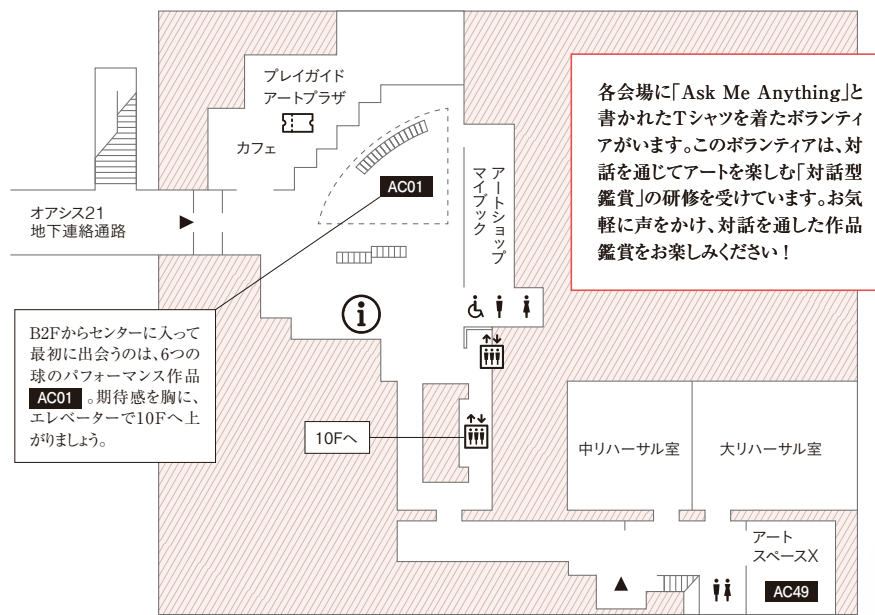 プレイガイド
アートプラザ
カフェ
AC01
アートショップ
マイブック
各会場に「Ask Me Anything」と
書かれたTシャツを着たボランティ
アがいます。このボランティアは、対
話を通じてアートを楽しむ「対話型
鑑賞」の研修を受けています。お気
軽に声をかけ、対話を通した作品
鑑賞をお楽しみください！
オアシス21
地下連絡通路
B2Fからセンターに入って
最初に出会うのは、6つの
球のパフォーマンス作品
AC01 。期待感を胸に、
エレベーターで10Fへ上
がりましょう。
10Fへ
中リハーサル室
大リハーサル室
アート
スペースX
AC49